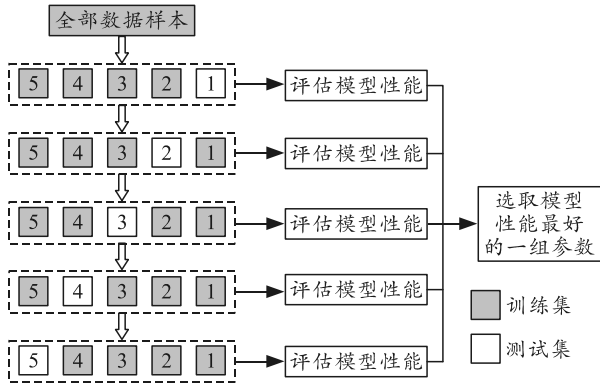 全部数据样本
5 4 3 2 1
评估模型性能
5 4 3 2 1
评估模型性能
5 4 3 2 1
评估模型性能
5 4 3 2 1
评估模型性能
5 4 3 2 1
评估模型性能
选取模型
性能最好
的一组参数
训练集
测试集